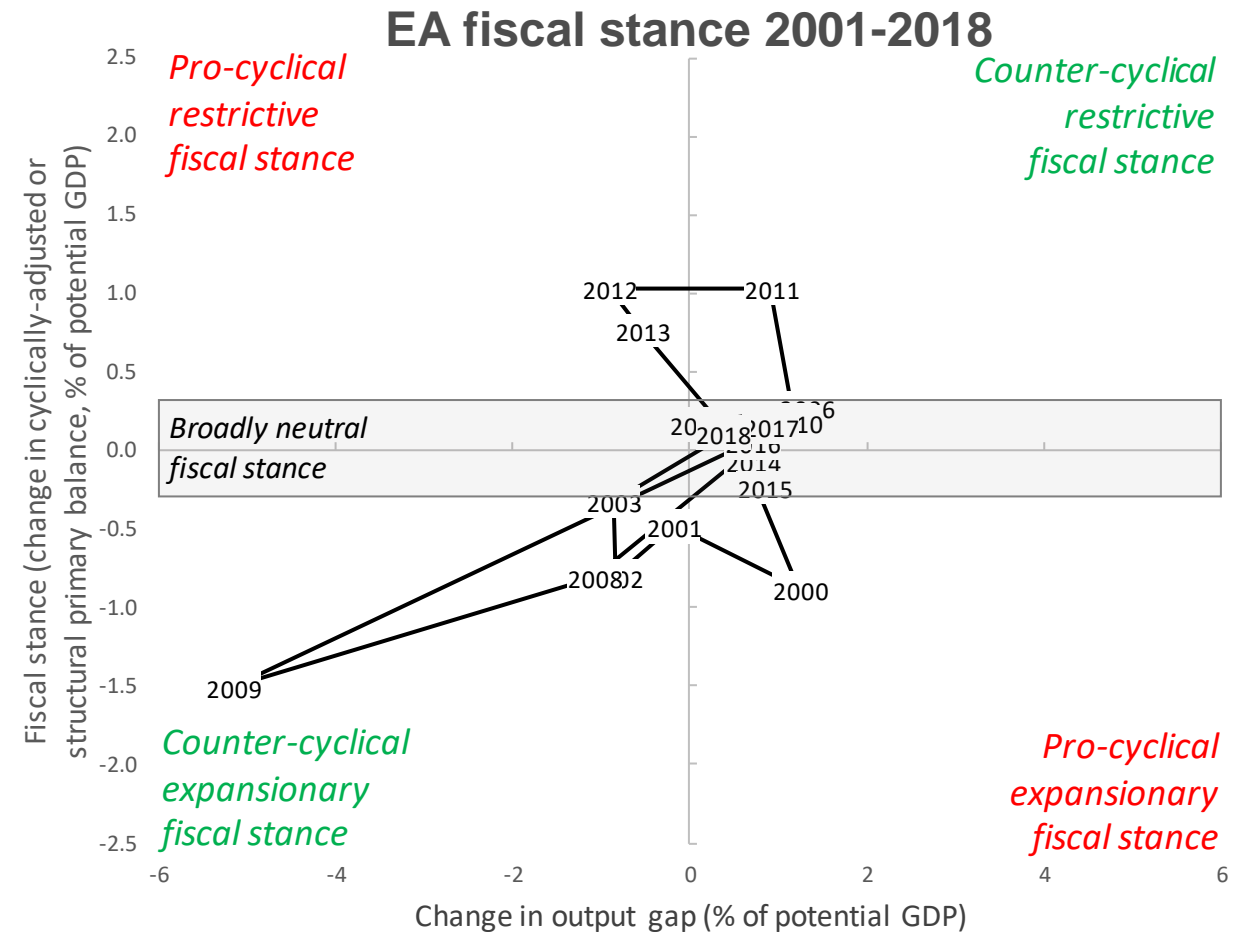 EA fiscal stance 2001-2018
2.5
2.0
1.5
1.0
0.5
0.0
-0.5
-1.0
-1.5
-2.0
-2.5
Fiscal stance (change in cyclically-adjusted or
structural primary balance, % of potential GDP)
Pro-cyclical
restrictive
fiscal stance
Counter-cyclical
restrictive
fiscal stance
2012
2011
2013
Broadly neutral
fiscal stance
2018
2017
10
6
2016
2014
2015
2003
2001
2008
02
2000
2009
Counter-cyclical
expansionary
fiscal stance
Pro-cyclical
expansionary
fiscal stance
-6
-4
-2
0
2
4
6
Change in output gap (% of potential GDP)